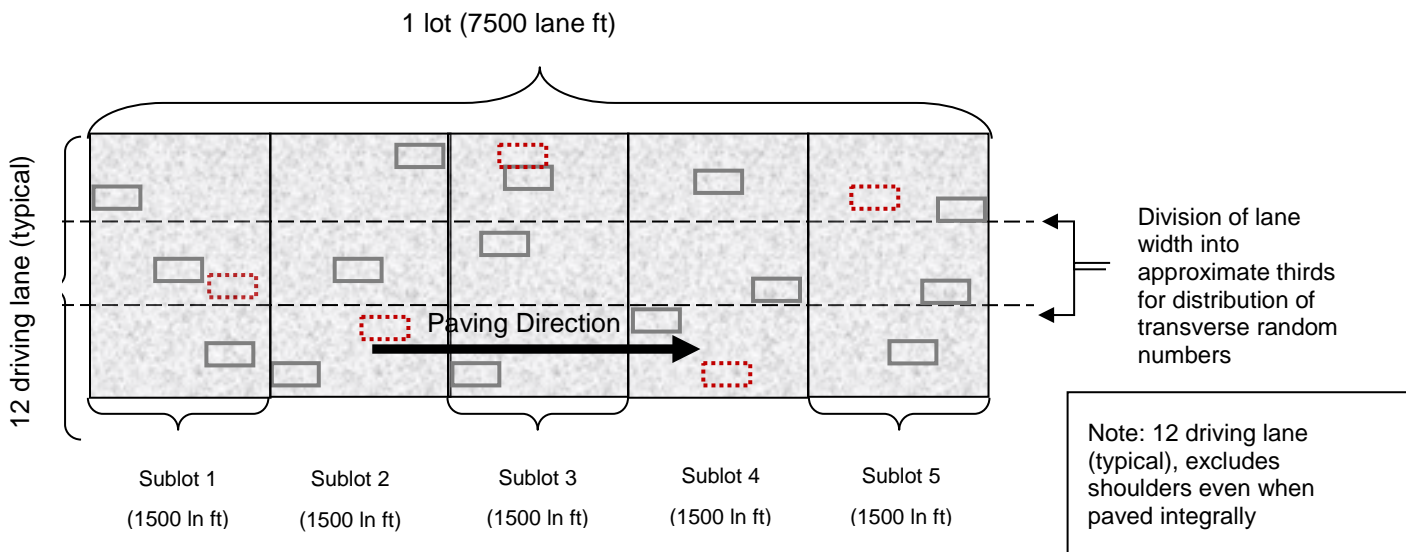 1 lot (7500 lane ft)
12 driving lane (typical)
Paving Direction
Division of lane
width into
approximate thirds
for distribution of
transverse random
numbers
Sublot 1
(1500 ln ft)
Sublot 2
(1500 ln ft)
Sublot 3
(1500 ln ft)
Sublot 4
(1500 ln ft)
Sublot 5
(1500 ln ft)
Note: 12 driving lane
(typical), excludes
shoulders even when
paved integrally